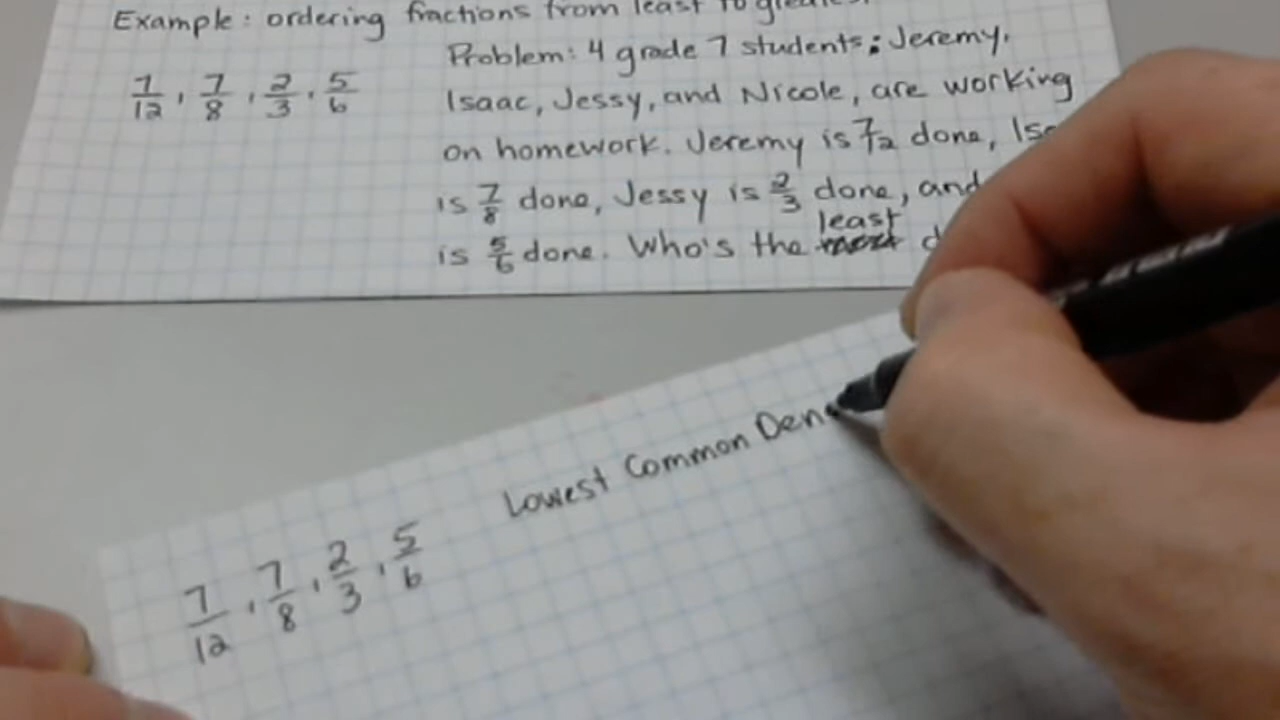 Example: ordering fractions from least to greatest
7/12, 7/8, 2/3, 5/6
Problem: 4 grade 7 students: Jeremy,
Isaac, Jessy, and Nicole, are working
on homework. Jeremy is 7/12 done,
is 7/8 done, Jessy is 2/3 done, and
least
is 5/6 done. Who's the
Lowest Common Deno
7/12, 7/8, 2/3, 5/6